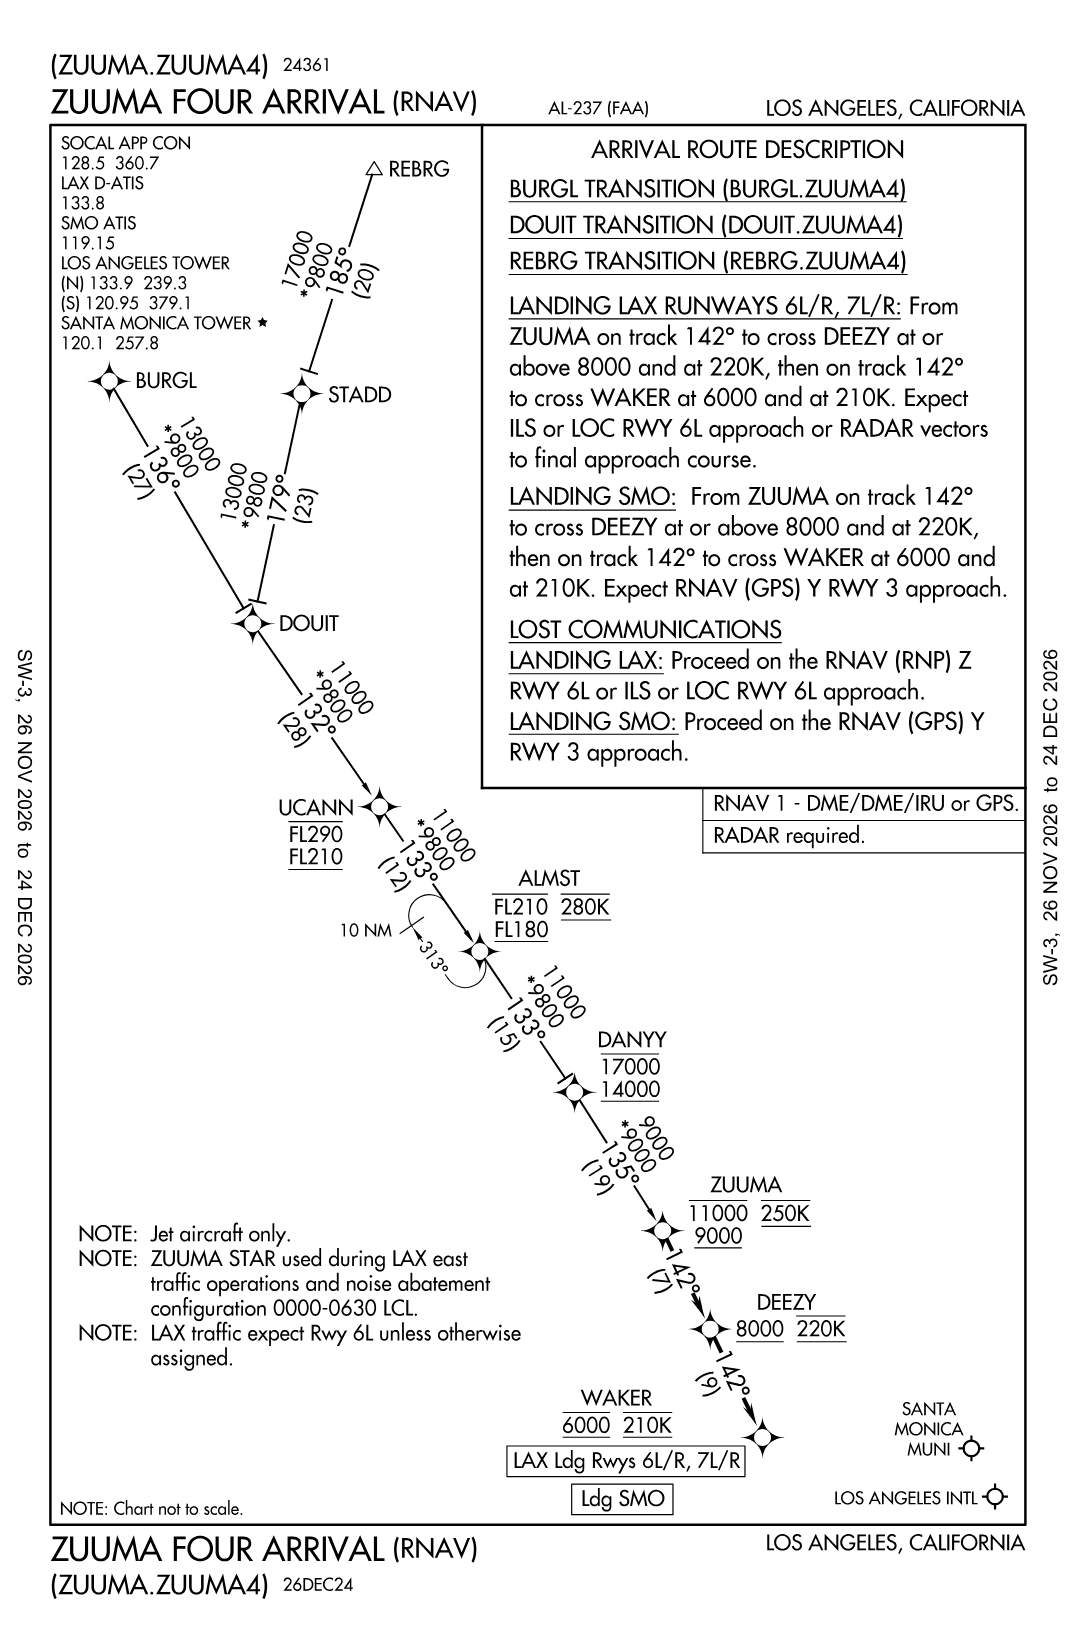 (ZUUMA.ZUUMA4) 24361
ZUUMA FOUR ARRIVAL (RNAV)
AL-237 (FAA)
LOS ANGELES, CALIFORNIA
SOCAL APP CON
128.5 360.7
LAX D-ATIS
133.8
SMO ATIS
119.15
LOS ANGELES TOWER
(N) 133.9 239.3
(S) 120.95 379.1
SANTA MONICA TOWER ★
120.1 257.8
REBRG
17000
*9800
185°
(20)
BURGL
STADD
13000
*9800
136°
(27)
13000
*9800
179°
(23)
DOUIT
11000
*9800
132°
(28)
UCANN
FL290
FL210
11000
*9800
133°
(12)
ALMST
FL210 280K
FL180
10 NM
313°
11000
*9800
133°
(15)
DANYY
17000
14000
9000
*9000
135°
(19)
ZUUMA
11000 250K
9000
142°
(7)
DEEZY
8000 220K
142°
(9)
WAKER
6000 210K
LAX Ldg Rwys 6L/R, 7L/R
Ldg SMO
SANTA
MONICA
MUNI
LOS ANGELES INTL
ARRIVAL ROUTE DESCRIPTION
BURGL TRANSITION (BURGL.ZUUMA4)
DOUIT TRANSITION (DOUIT.ZUUMA4)
REBRG TRANSITION (REBRG.ZUUMA4)
LANDING LAX RUNWAYS 6L/R, 7L/R: From
ZUUMA on track 142° to cross DEEZY at or
above 8000 and at 220K, then on track 142°
to cross WAKER at 6000 and at 210K. Expect
ILS or LOC RWY 6L approach or RADAR vectors
to final approach course.
LANDING SMO: From ZUUMA on track 142°
to cross DEEZY at or above 8000 and at 220K,
then on track 142° to cross WAKER at 6000 and
at 210K. Expect RNAV (GPS) Y RWY 3 approach.
LOST COMMUNICATIONS
LANDING LAX: Proceed on the RNAV (RNP) Z
RWY 6L or ILS or LOC RWY 6L approach.
LANDING SMO: Proceed on the RNAV (GPS) Y
RWY 3 approach.
RNAV 1 - DME/DME/IRU or GPS.
RADAR required.
NOTE: Jet aircraft only.
NOTE: ZUUMA STAR used during LAX east
traffic operations and noise abatement
configuration 0000-0630 LCL.
NOTE: LAX traffic expect Rwy 6L unless otherwise
assigned.
NOTE: Chart not to scale.
SW-3, 26 NOV 2026 to 24 DEC 2026
SW-3, 26 NOV 2026 to 24 DEC 2026
ZUUMA FOUR ARRIVAL (RNAV)
(ZUUMA.ZUUMA4) 26DEC24
LOS ANGELES, CALIFORNIA